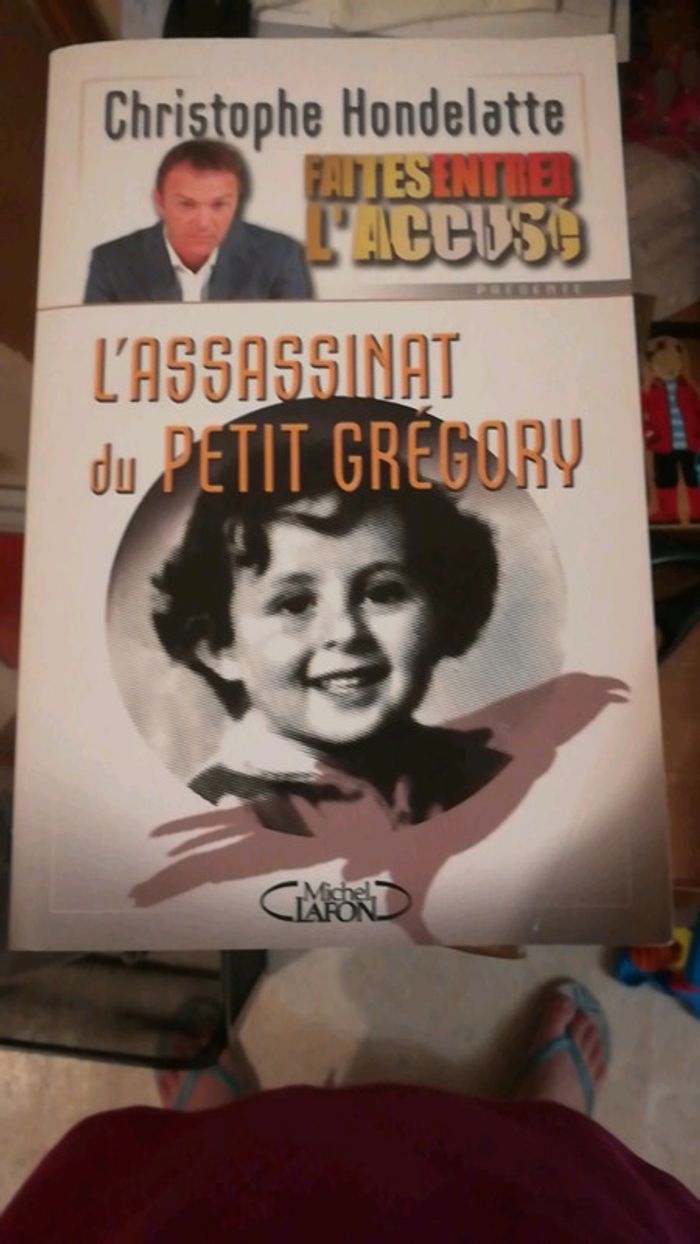 Christophe Hondelatte
FAITES ENTRER
L'ACCUSÉ
PRÉSENTE
L'ASSASSINAT
du PETIT GRÉGORY
Michel
LAFON